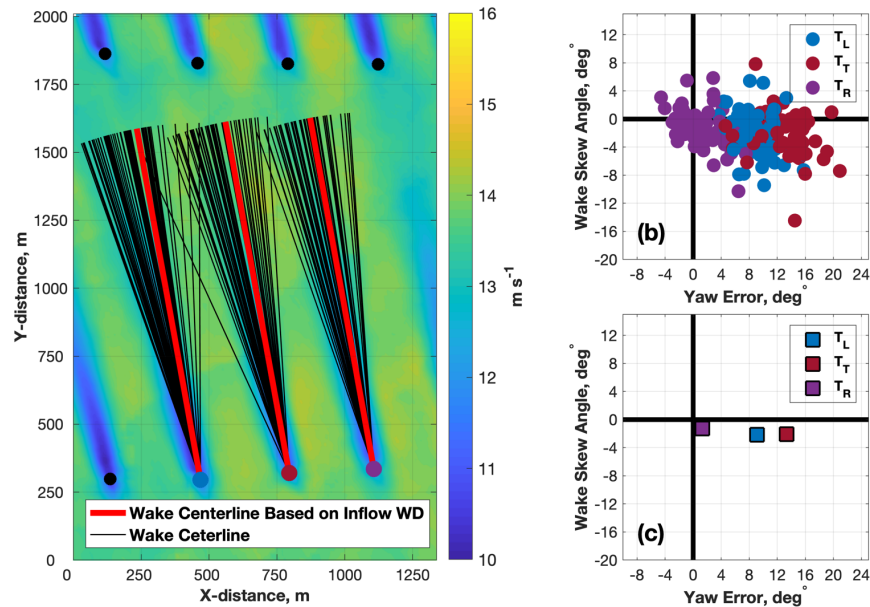 2000
1750
1500
1250
1000
750
500
250
0
Y-distance, m
0
250
500
750
1000
X-distance, m
Wake Centerline Based on Inflow WD
Wake Ceterline
16
15
14
13
12
11
10
m s⁻¹
12
8
4
0
-4
-8
-12
-16
-20
Wake Skew Angle, deg°
T_L
T_T
T_R
(b)
-8 -4 0 4 8 12 16 20 24
Yaw Error, deg°
12
8
4
0
-4
-8
-12
-16
-20
Wake Skew Angle, deg°
T_L
T_T
T_R
(c)
-8 -4 0 4 8 12 16 20 24
Yaw Error, deg°